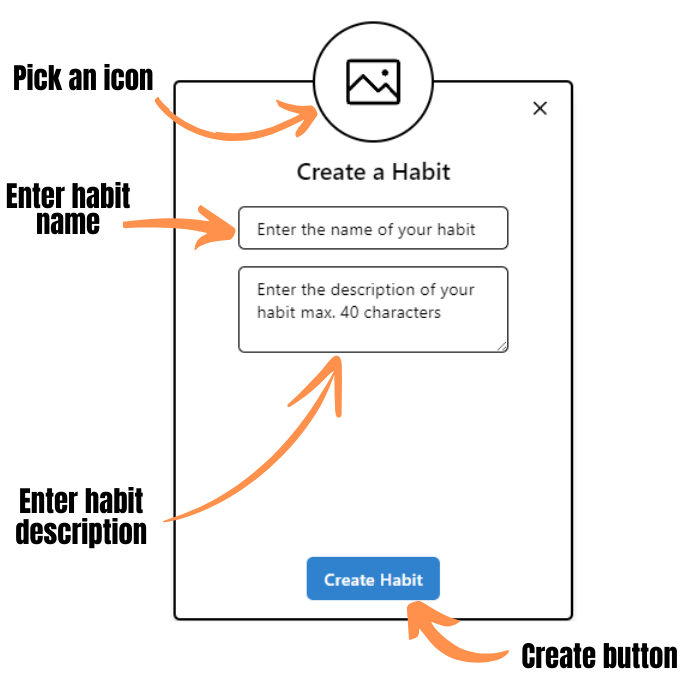 Pick an icon
Create a Habit
Enter habit
name
Enter the name of your habit
Enter the description of your
habit max. 40 characters
Enter habit
description
Create Habit
Create button